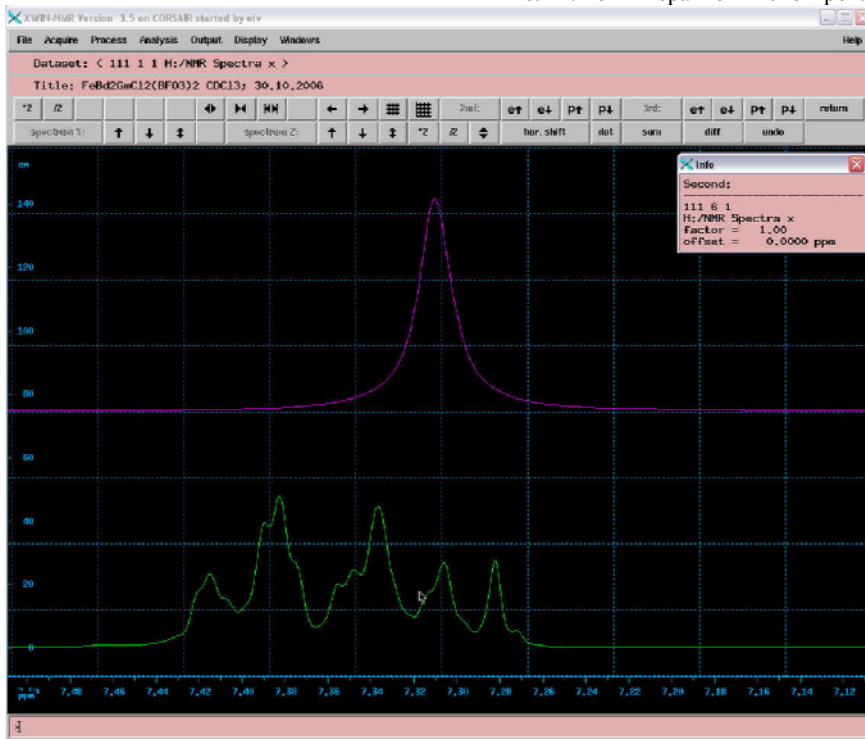 XWIN-NMR Version 3.5 on CORSAIR started by eiv
File Acquire Process Analysis Output Display Windows Help
Dataset: < 111 1 1 H:/NMR Spectra x >
Title: FeBd2GmCl2(BF03)2 CDCl3; 30.10.2006
*2 /2 2nd: e↑ e↓ p↑ p↓ 3rd: e↑ e↓ p↑ p↓ return
spectrum 1: spectrum 2: *2 /2 hor. shift dot sum diff undo
Info
Second:
111 6 1
H:/NMR Spectra x
factor = 1.00
offset = 0.0000 ppm
cm
140
120
100
80
60
40
20
0
7,48 7,46 7,44 7,42 7,40 7,38 7,36 7,34 7,32 7,30 7,28 7,26 7,24 7,22 7,20 7,18 7,16 7,14 7,12
ppm